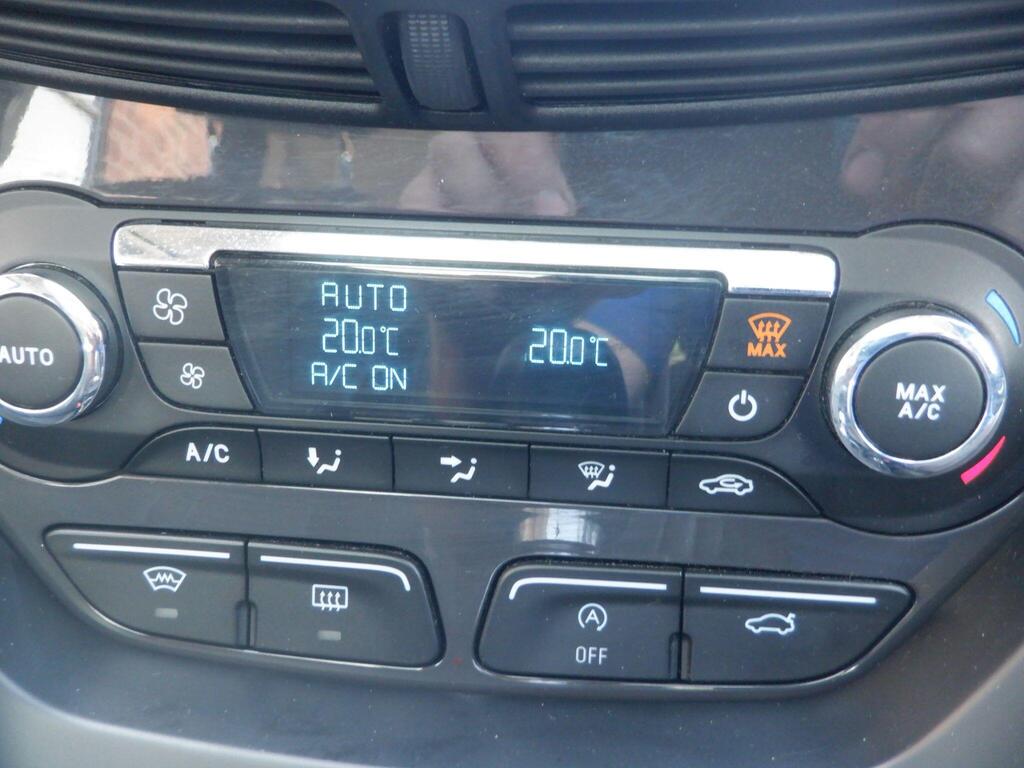 AUTO
20.0°C
20.0°C
A/C ON
AUTO
MAX
MAX
A/C
A/C
A
OFF